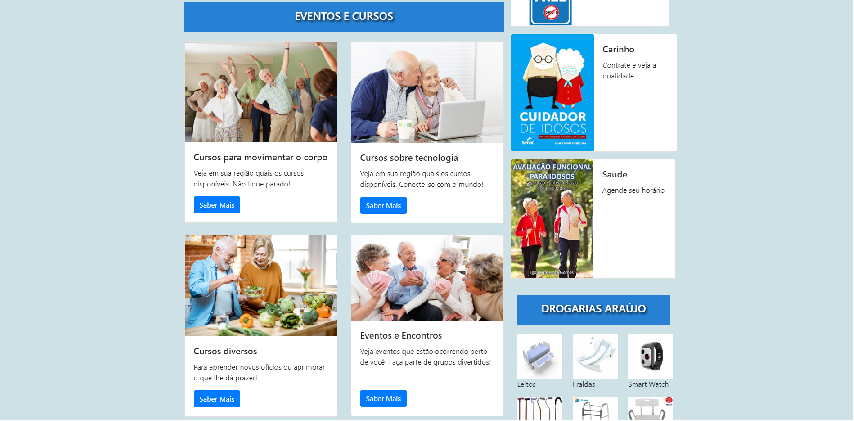 EVENTOS E CURSOS
Cursos para movimentar o corpo
Veja em sua região quais os cursos
disponíveis. Não fique parado!
Saber Mais
Cursos sobre tecnologia
Veja em sua região quais os cursos
disponíveis. Conecte-se com o mundo!
Saber Mais
Cursos diversos
Para aprender novos ofícios ou aprimorar
o que lhe dá prazer!
Saber Mais
Eventos e Encontros
Veja eventos que estão ocorrendo perto
de você! Faça parte de grupos divertidos!
Saber Mais
Carinho
Contrate e veja a
qualidade
CUIDADOR
DE IDOSOS
AVALIAÇÃO FUNCIONAL
PARA IDOSOS
Saude
Agende seu horário
DROGARIAS ARAÚJO
Leitos
Fraldas
Smart Watch